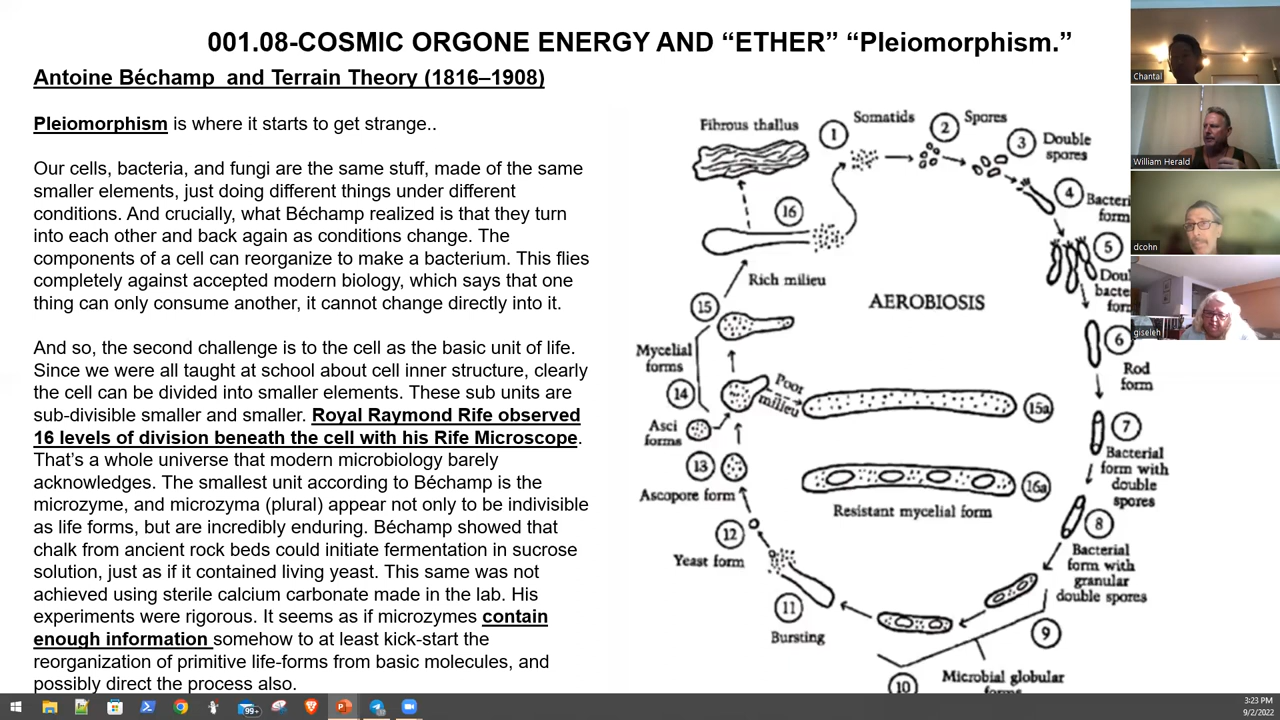 001.08-COSMIC ORGONE ENERGY AND “ETHER” “Pleiomorphism.”
Antoine Béchamp  and Terrain Theory (1816–1908)
Pleiomorphism is where it starts to get strange..
Our cells, bacteria, and fungi are the same stuff, made of the same
smaller elements, just doing different things under different
conditions. And crucially, what Béchamp realized is that they turn
into each other and back again as conditions change. The
components of a cell can reorganize to make a bacterium. This flies
completely against accepted modern biology, which says that one
thing can only consume another, it cannot change directly into it.
And so, the second challenge is to the cell as the basic unit of life.
Since we were all taught at school about cell inner structure, clearly
the cell can be divided into smaller elements. These sub units are
sub-divisible smaller and smaller. Royal Raymond Rife observed
16 levels of division beneath the cell with his Rife Microscope.
That’s a whole universe that modern microbiology barely
acknowledges. The smallest unit according to Béchamp is the
microzyme, and microzyma (plural) appear not only to be indivisible
as life forms, but are incredibly enduring. Béchamp showed that
chalk from ancient rock beds could initiate fermentation in sucrose
solution, just as if it contained living yeast. This same was not
achieved using sterile calcium carbonate made in the lab. His
experiments were rigorous. It seems as if microzymes contain
enough information somehow to at least kick-start the
reorganization of primitive life-forms from basic molecules, and
possibly direct the process also.
Fibrous thallus
1
Somatids
2
Spores
3
Double
spores
4
Bacteri
form
5
Doul
bacte
forn
6
Rod
form
7
Bacterial
form with
double
spores
8
Bacterial
form with
granular
double spores
9
Microbial globular
forms
10
11
Bursting
12
Yeast form
13
Ascopore form
Asci
forms
14
Mycelial
forms
15
Rich milieu
16
AEROBIOSIS
Poor
milieu
15a
16a
Resistant mycelial form
Chantal
William Herald
dcohn
giseleh
99+
3:23 PM
9/2/2022